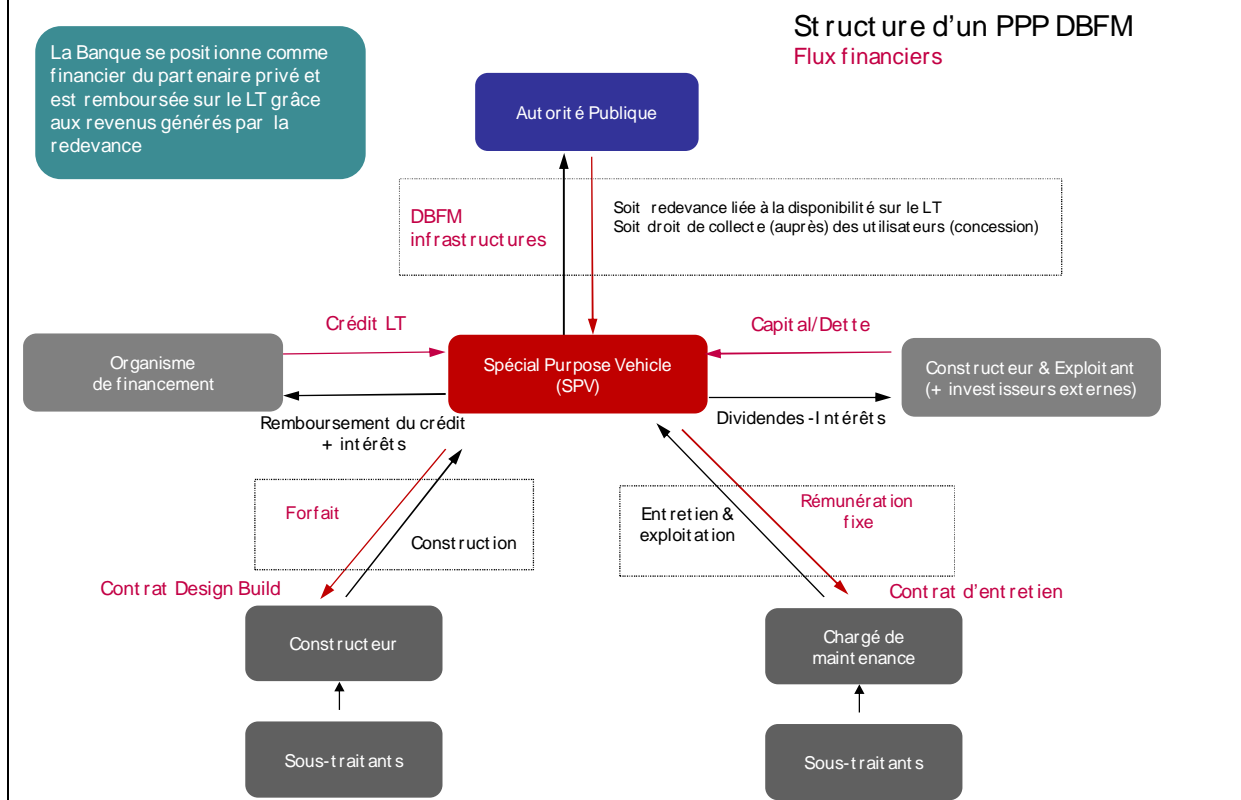 Structure d'un PPP DBFM
Flux financiers
La Banque se positionne comme
financier du partenaire privé et
est remboursée sur le LT grâce
aux revenus générés par la
redevance
Autorité Publique
DBFM
infrastructures
Soit redevance liée à la disponibilité sur le LT
Soit droit de collecte (auprès) des utilisateurs (concession)
Crédit LT
Capital/Dette
Organisme
de financement
Spécial Purpose Vehicle
(SPV)
Constructeur & Exploitant
(+ investisseurs externes)
Remboursement du crédit
+ intérêts
Dividendes -Intérêts
Forfait
Construction
Entretien &
exploitation
Rémunération
fixe
Contrat Design Build
Contrat d'entretien
Constructeur
Chargé de
maintenance
Sous-traitants
Sous-traitants